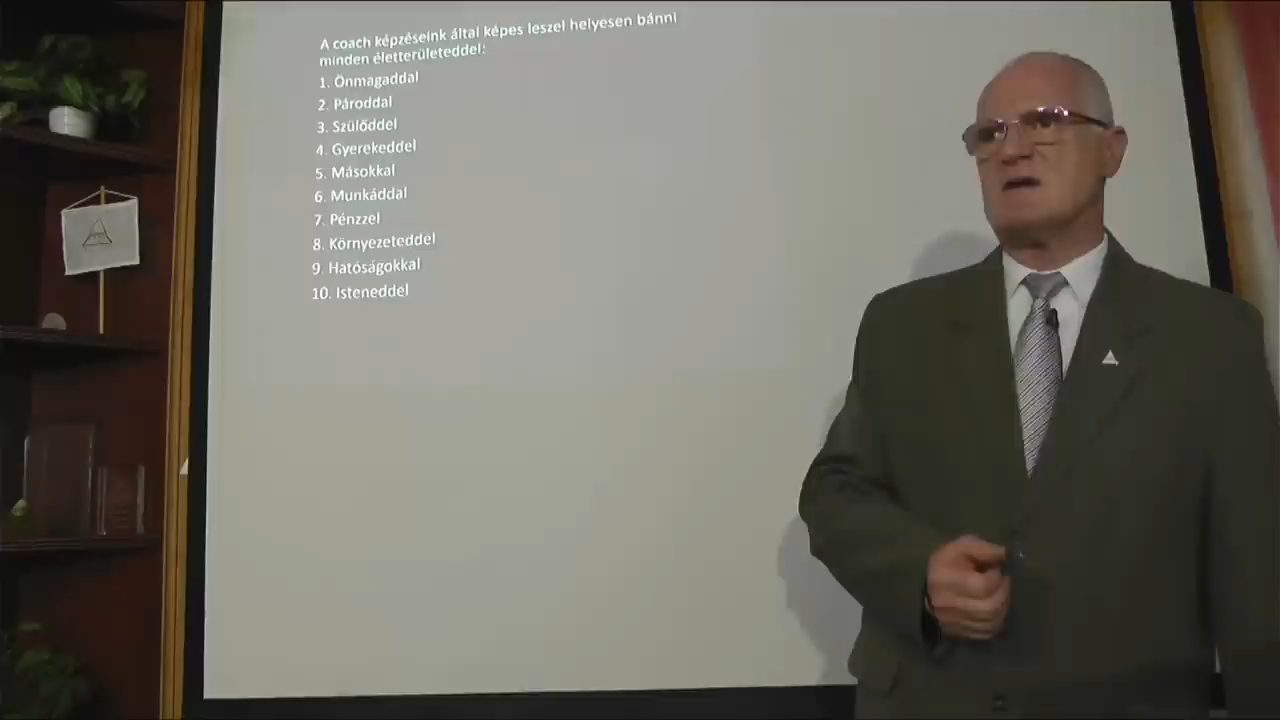 A coach képzéseink által képes leszel helyesen bánni
minden életterületeddel:
1. Önmagaddal
2. Pároddal
3. Szülőddel
4. Gyerekeddel
5. Másokkal
6. Munkáddal
7. Pénzzel
8. Környezeteddel
9. Hatóságokkal
10. Isteneddel